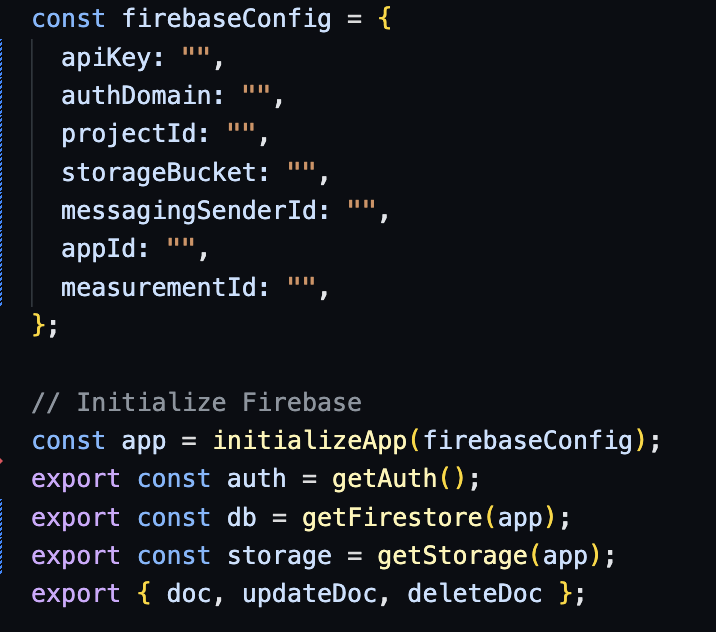 const firebaseConfig = {
  apiKey: "",
  authDomain: "",
  projectId: "",
  storageBucket: "",
  messagingSenderId: "",
  appId: "",
  measurementId: "",
};

// Initialize Firebase
const app = initializeApp(firebaseConfig);
export const auth = getAuth();
export const db = getFirestore(app);
export const storage = getStorage(app);
export { doc, updateDoc, deleteDoc };